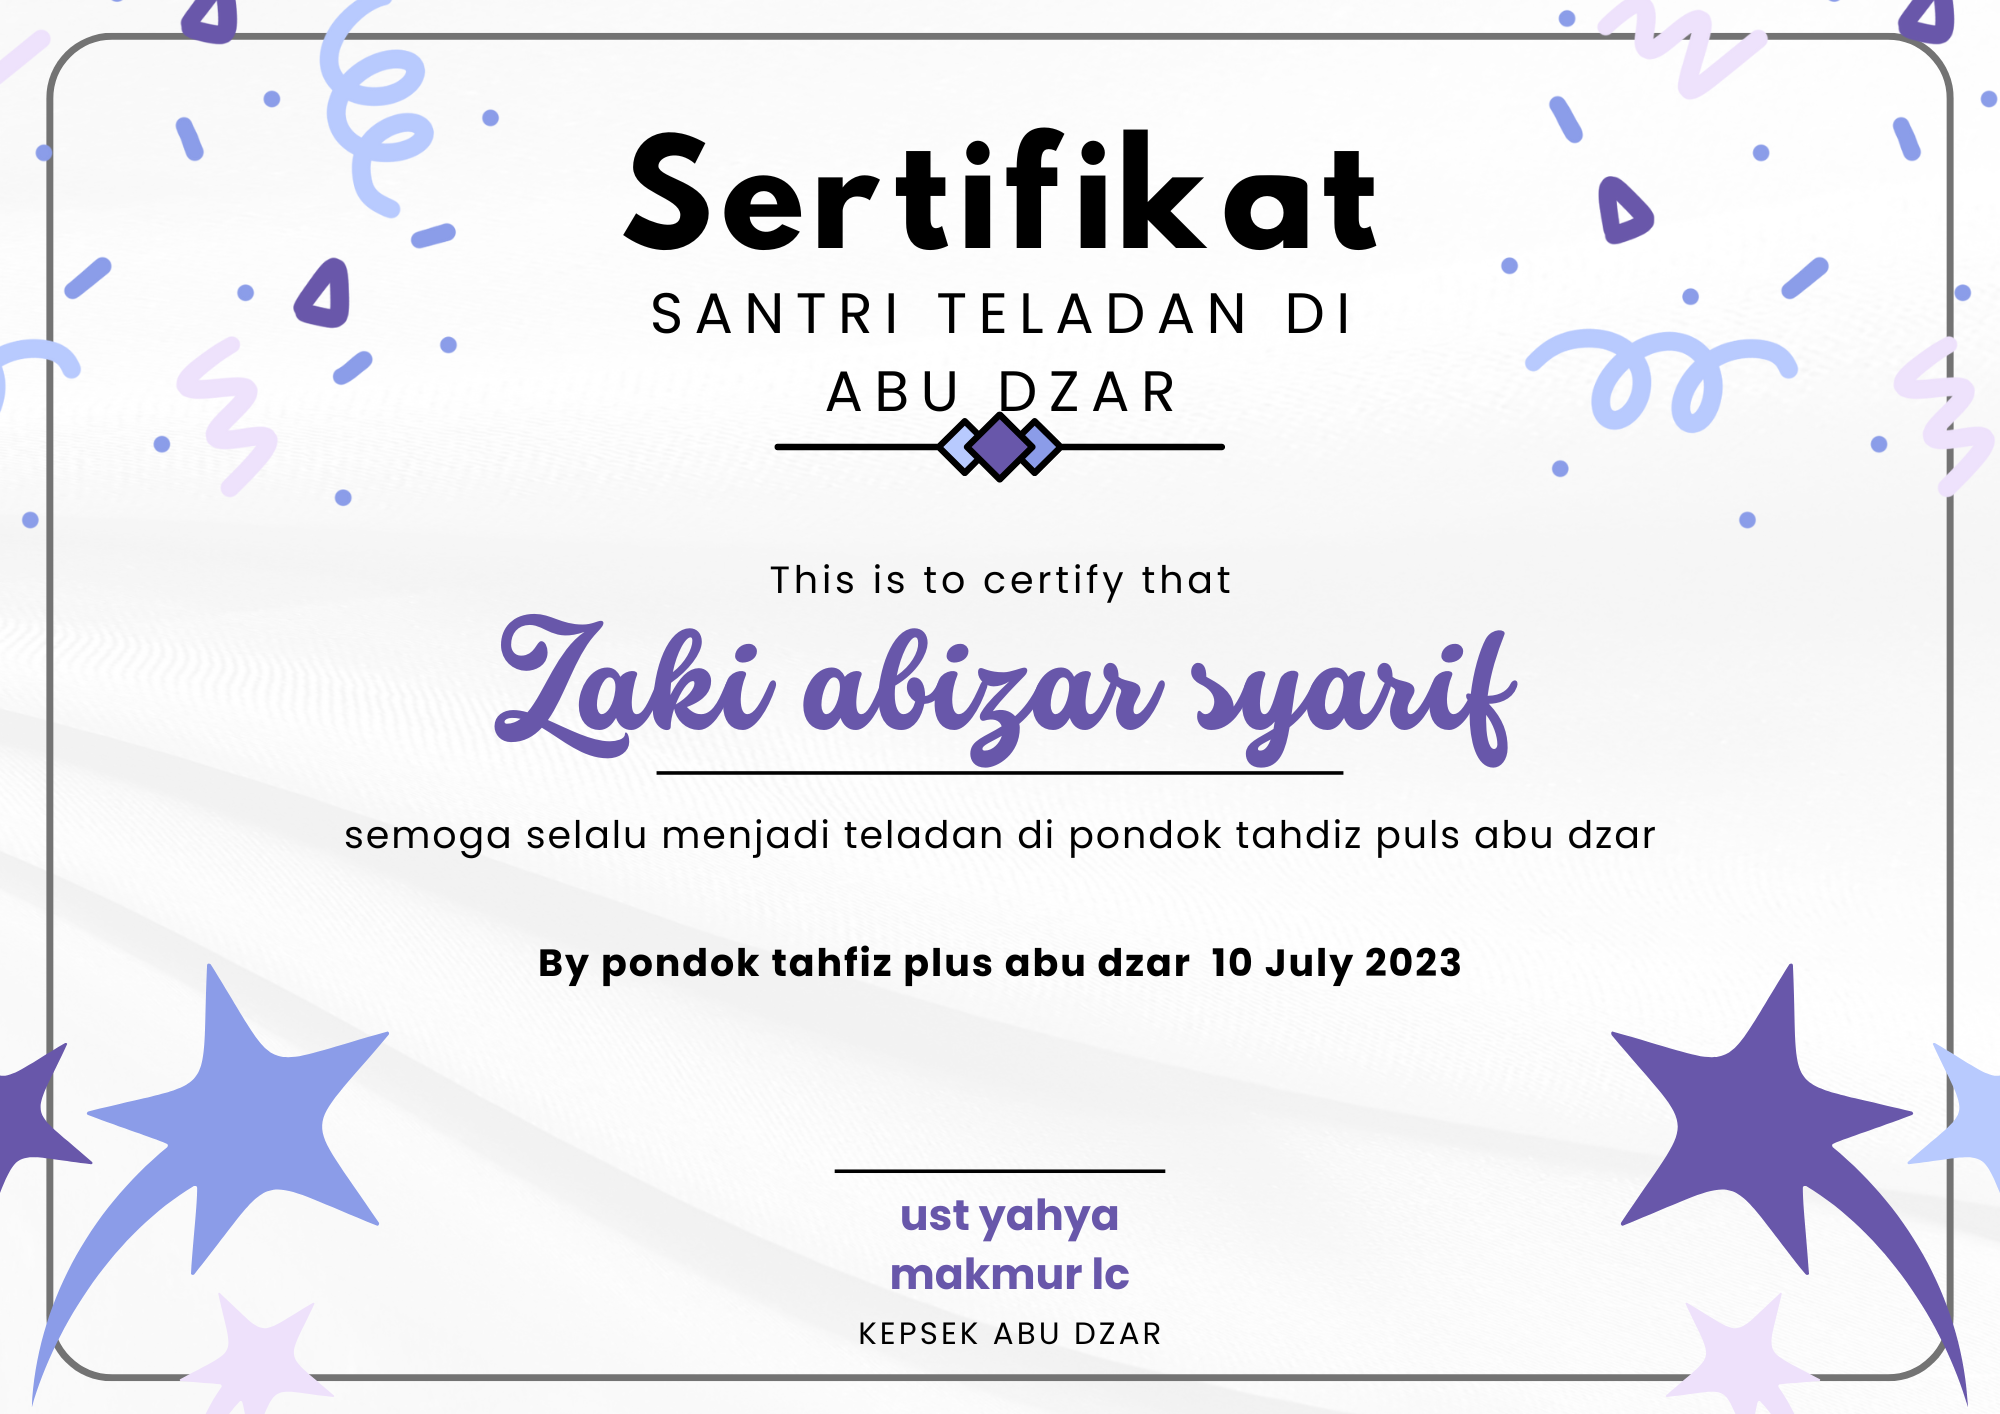 Sertifikat
SANTRI TELADAN DI
ABU DZAR
This is to certify that
Zaki abizar syarif
semoga selalu menjadi teladan di pondok tahdiz puls abu dzar
By pondok tahfiz plus abu dzar  10 July 2023
ust yahya
makmur lc
KEPSEK ABU DZAR